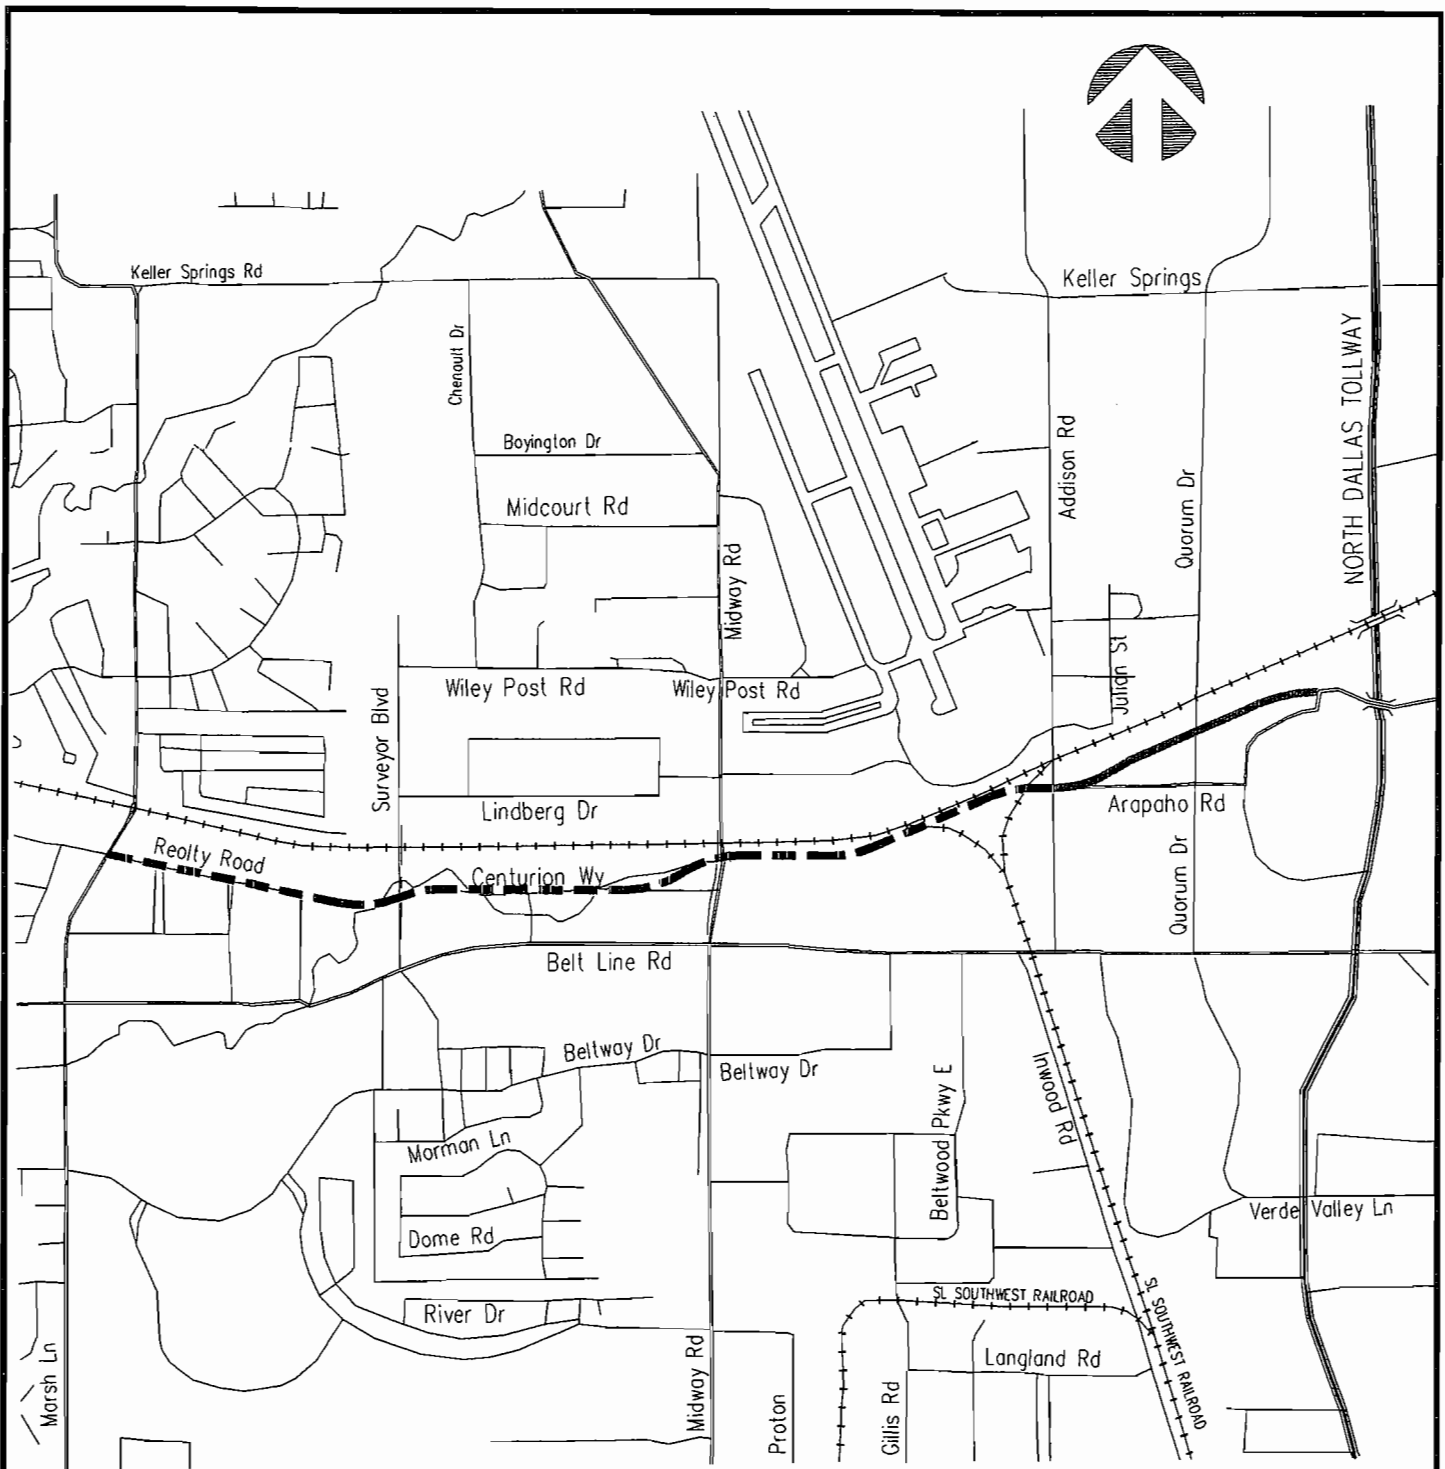 Keller Springs Rd
Keller Springs
Chenault Dr
NORTH DALLAS TOLLWAY
Boyington Dr
Addison Rd
Midcourt Rd
Quorum Dr
Midway Rd
Julian St
Wiley Post Rd
Wiley Post Rd
Surveyor Blvd
Lindberg Dr
Arapaho Rd
Realty Road
Centurion Wy
Quorum Dr
Belt Line Rd
Beltway Dr
Beltway Dr
Inwood Rd
Beltwood Pkwy E
Morman Ln
Verde Valley Ln
Dome Rd
SL SOUTHWEST RAILROAD
SL SOUTHWEST RAILROAD
River Dr
Langland Rd
Marsh Ln
Midway Rd
Proton
Gillis Rd